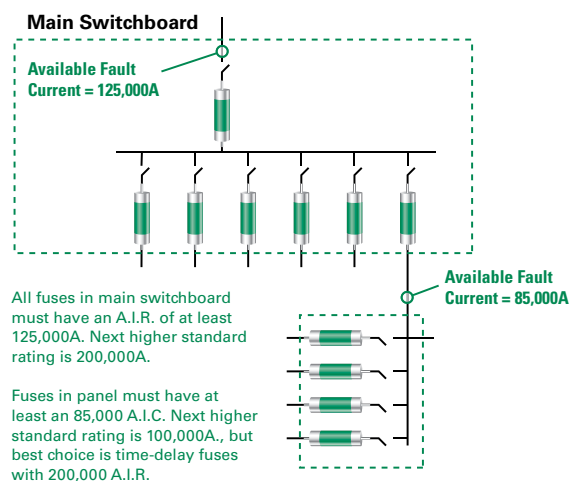 Main Switchboard
Available Fault
Current = 125,000A
Available Fault
Current = 85,000A
All fuses in main switchboard
must have an A.I.R. of at least
125,000A. Next higher standard
rating is 200,000A.
Fuses in panel must have at
least an 85,000 A.I.C. Next higher
standard rating is 100,000A., but
best choice is time-delay fuses
with 200,000 A.I.R.